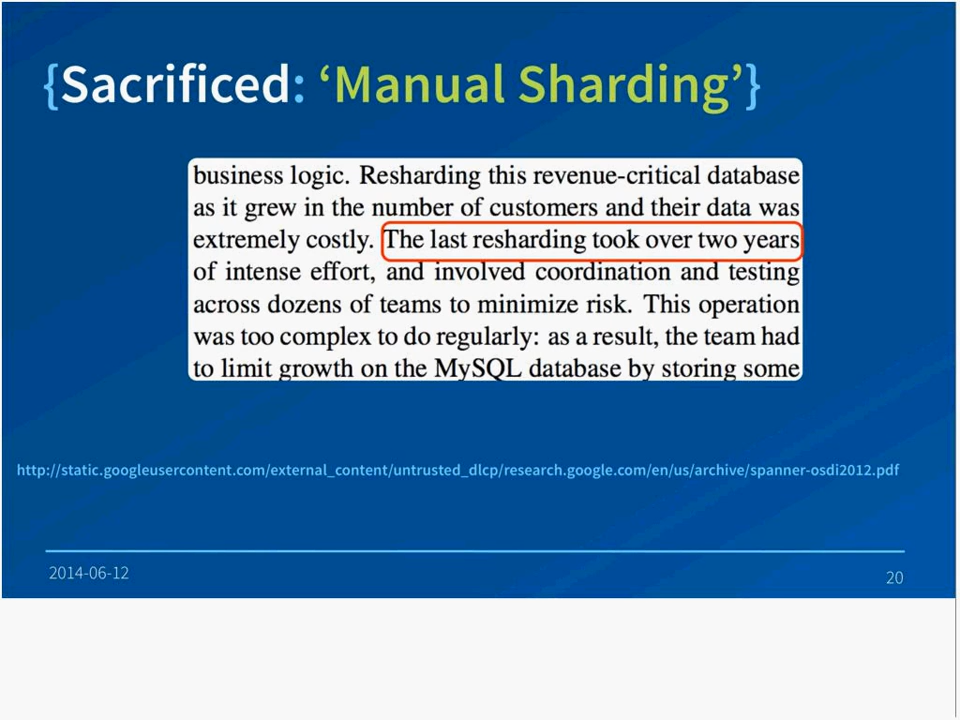 {Sacrificed: ‘Manual Sharding’}
business logic. Resharding this revenue-critical database
as it grew in the number of customers and their data was
extremely costly. The last resharding took over two years
of intense effort, and involved coordination and testing
across dozens of teams to minimize risk. This operation
was too complex to do regularly: as a result, the team had
to limit growth on the MySQL database by storing some
http://static.googleusercontent.com/external_content/untrusted_dlcp/research.google.com/en/us/archive/spanner-osdi2012.pdf
2014-06-12
20